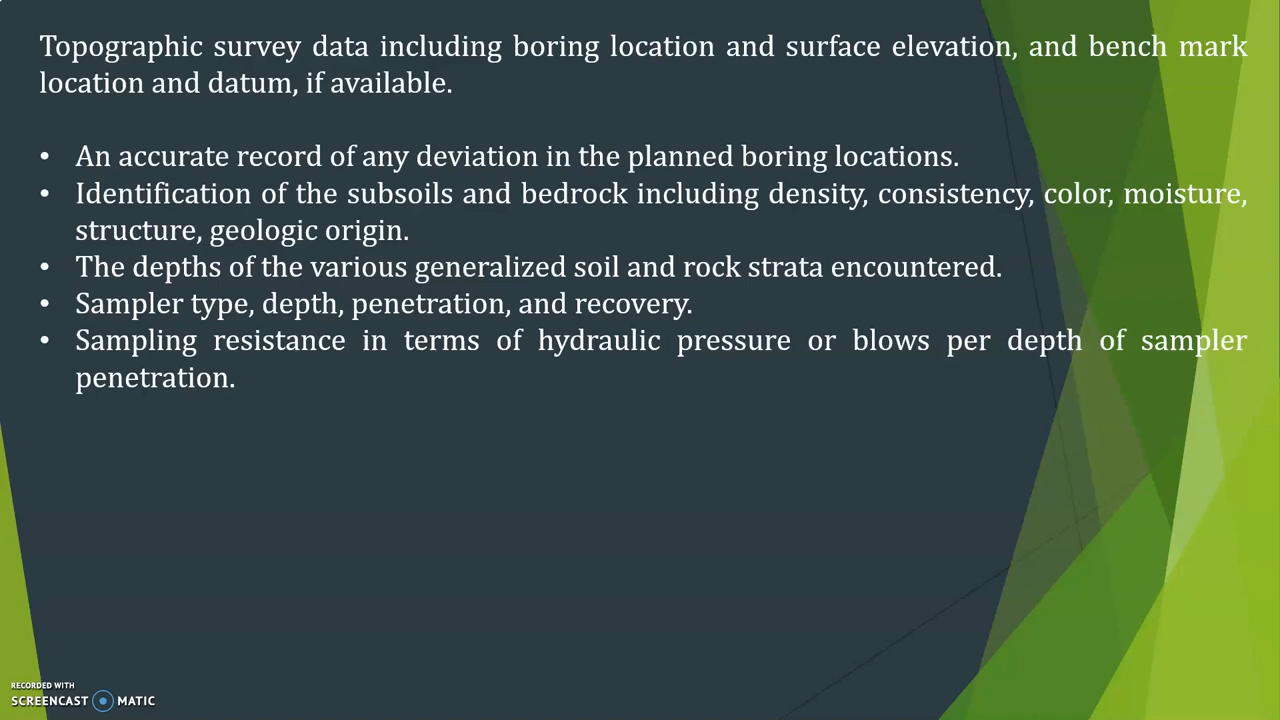 Topographic survey data including boring location and surface elevation, and bench mark
location and datum, if available.
• An accurate record of any deviation in the planned boring locations.
• Identification of the subsoils and bedrock including density, consistency, color, moisture,
structure, geologic origin.
• The depths of the various generalized soil and rock strata encountered.
• Sampler type, depth, penetration, and recovery.
• Sampling resistance in terms of hydraulic pressure or blows per depth of sampler
penetration.
RECORDED WITH
SCREENCAST MATIC